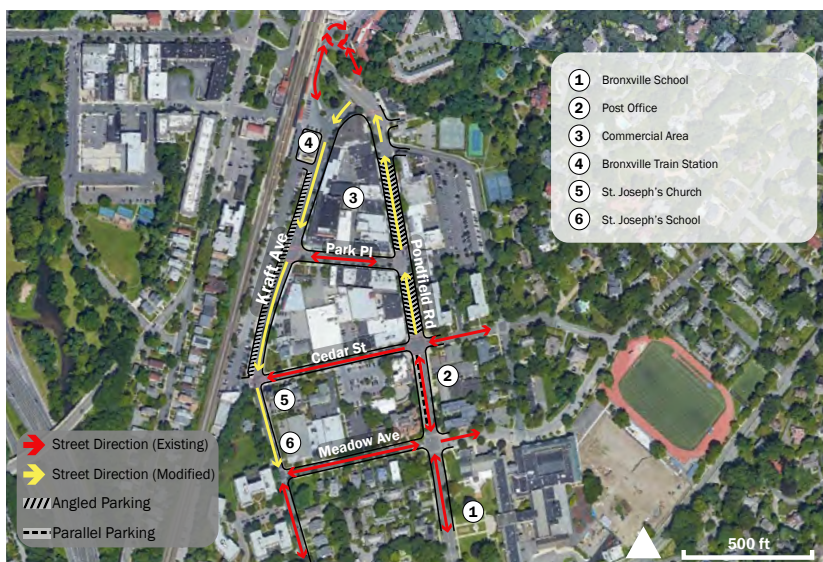 1 Bronxville School
2 Post Office
3 Commercial Area
4 Bronxville Train Station
5 St. Joseph's Church
6 St. Joseph's School
4
3
Park Pl
Kraft Ave
Pondfield Rd
Cedar St
2
5
6
Meadow Ave
1
Street Direction (Existing)
Street Direction (Modified)
Angled Parking
Parallel Parking
500 ft